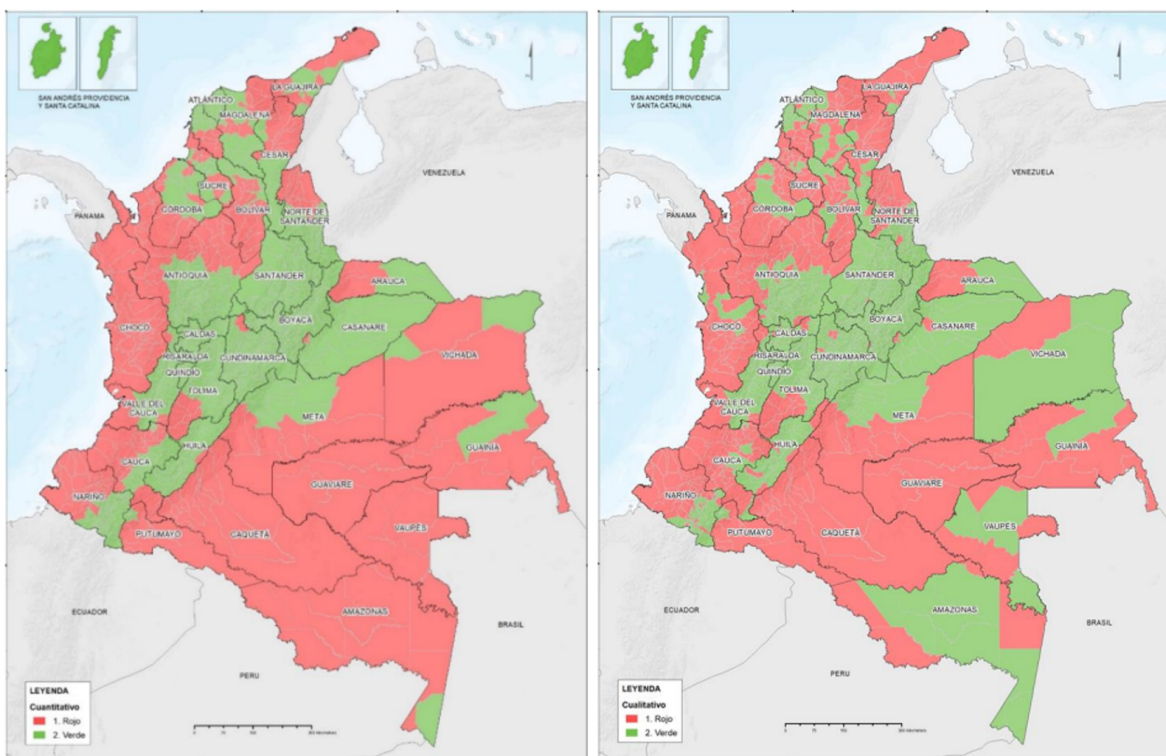 SAN ANDRÉS PROVIDENCIA
Y SANTA CATALINA
LA GUAJIRA
ATLÁNTICO
MAGDALENA
CESAR
VENEZUELA
SUCRE
PANAMA
CÓRDOBA
BOLÍVAR
NORTE DE
SANTANDER
ANTIOQUIA
SANTANDER
ARAUCA
CHOCÓ
BOYACÁ
CALDAS
CASANARE
RISARALDA
CUNDINAMARCA
VICHADA
QUINDÍO
TOLIMA
VALLE DEL
CAUCA
META
HUILA
GUAINÍA
CAUCA
GUAVIARE
NARIÑO
VAUPÉS
PUTUMAYO
CAQUETÁ
AMAZONAS
ECUADOR
BRASIL
PERU
LEYENDA
Cuantitativo
1. Rojo
2. Verde
SAN ANDRÉS PROVIDENCIA
Y SANTA CATALINA
LA GUAJIRA
ATLÁNTICO
MAGDALENA
CESAR
VENEZUELA
SUCRE
PANAMA
CÓRDOBA
BOLÍVAR
NORTE DE
SANTANDER
ANTIOQUIA
SANTANDER
ARAUCA
CHOCÓ
BOYACÁ
CALDAS
CASANARE
RISARALDA
CUNDINAMARCA
VICHADA
QUINDÍO
TOLIMA
VALLE DEL
CAUCA
META
HUILA
GUAINÍA
CAUCA
GUAVIARE
NARIÑO
VAUPÉS
PUTUMAYO
CAQUETÁ
AMAZONAS
ECUADOR
BRASIL
PERU
LEYENDA
Cualitativo
1. Rojo
2. Verde